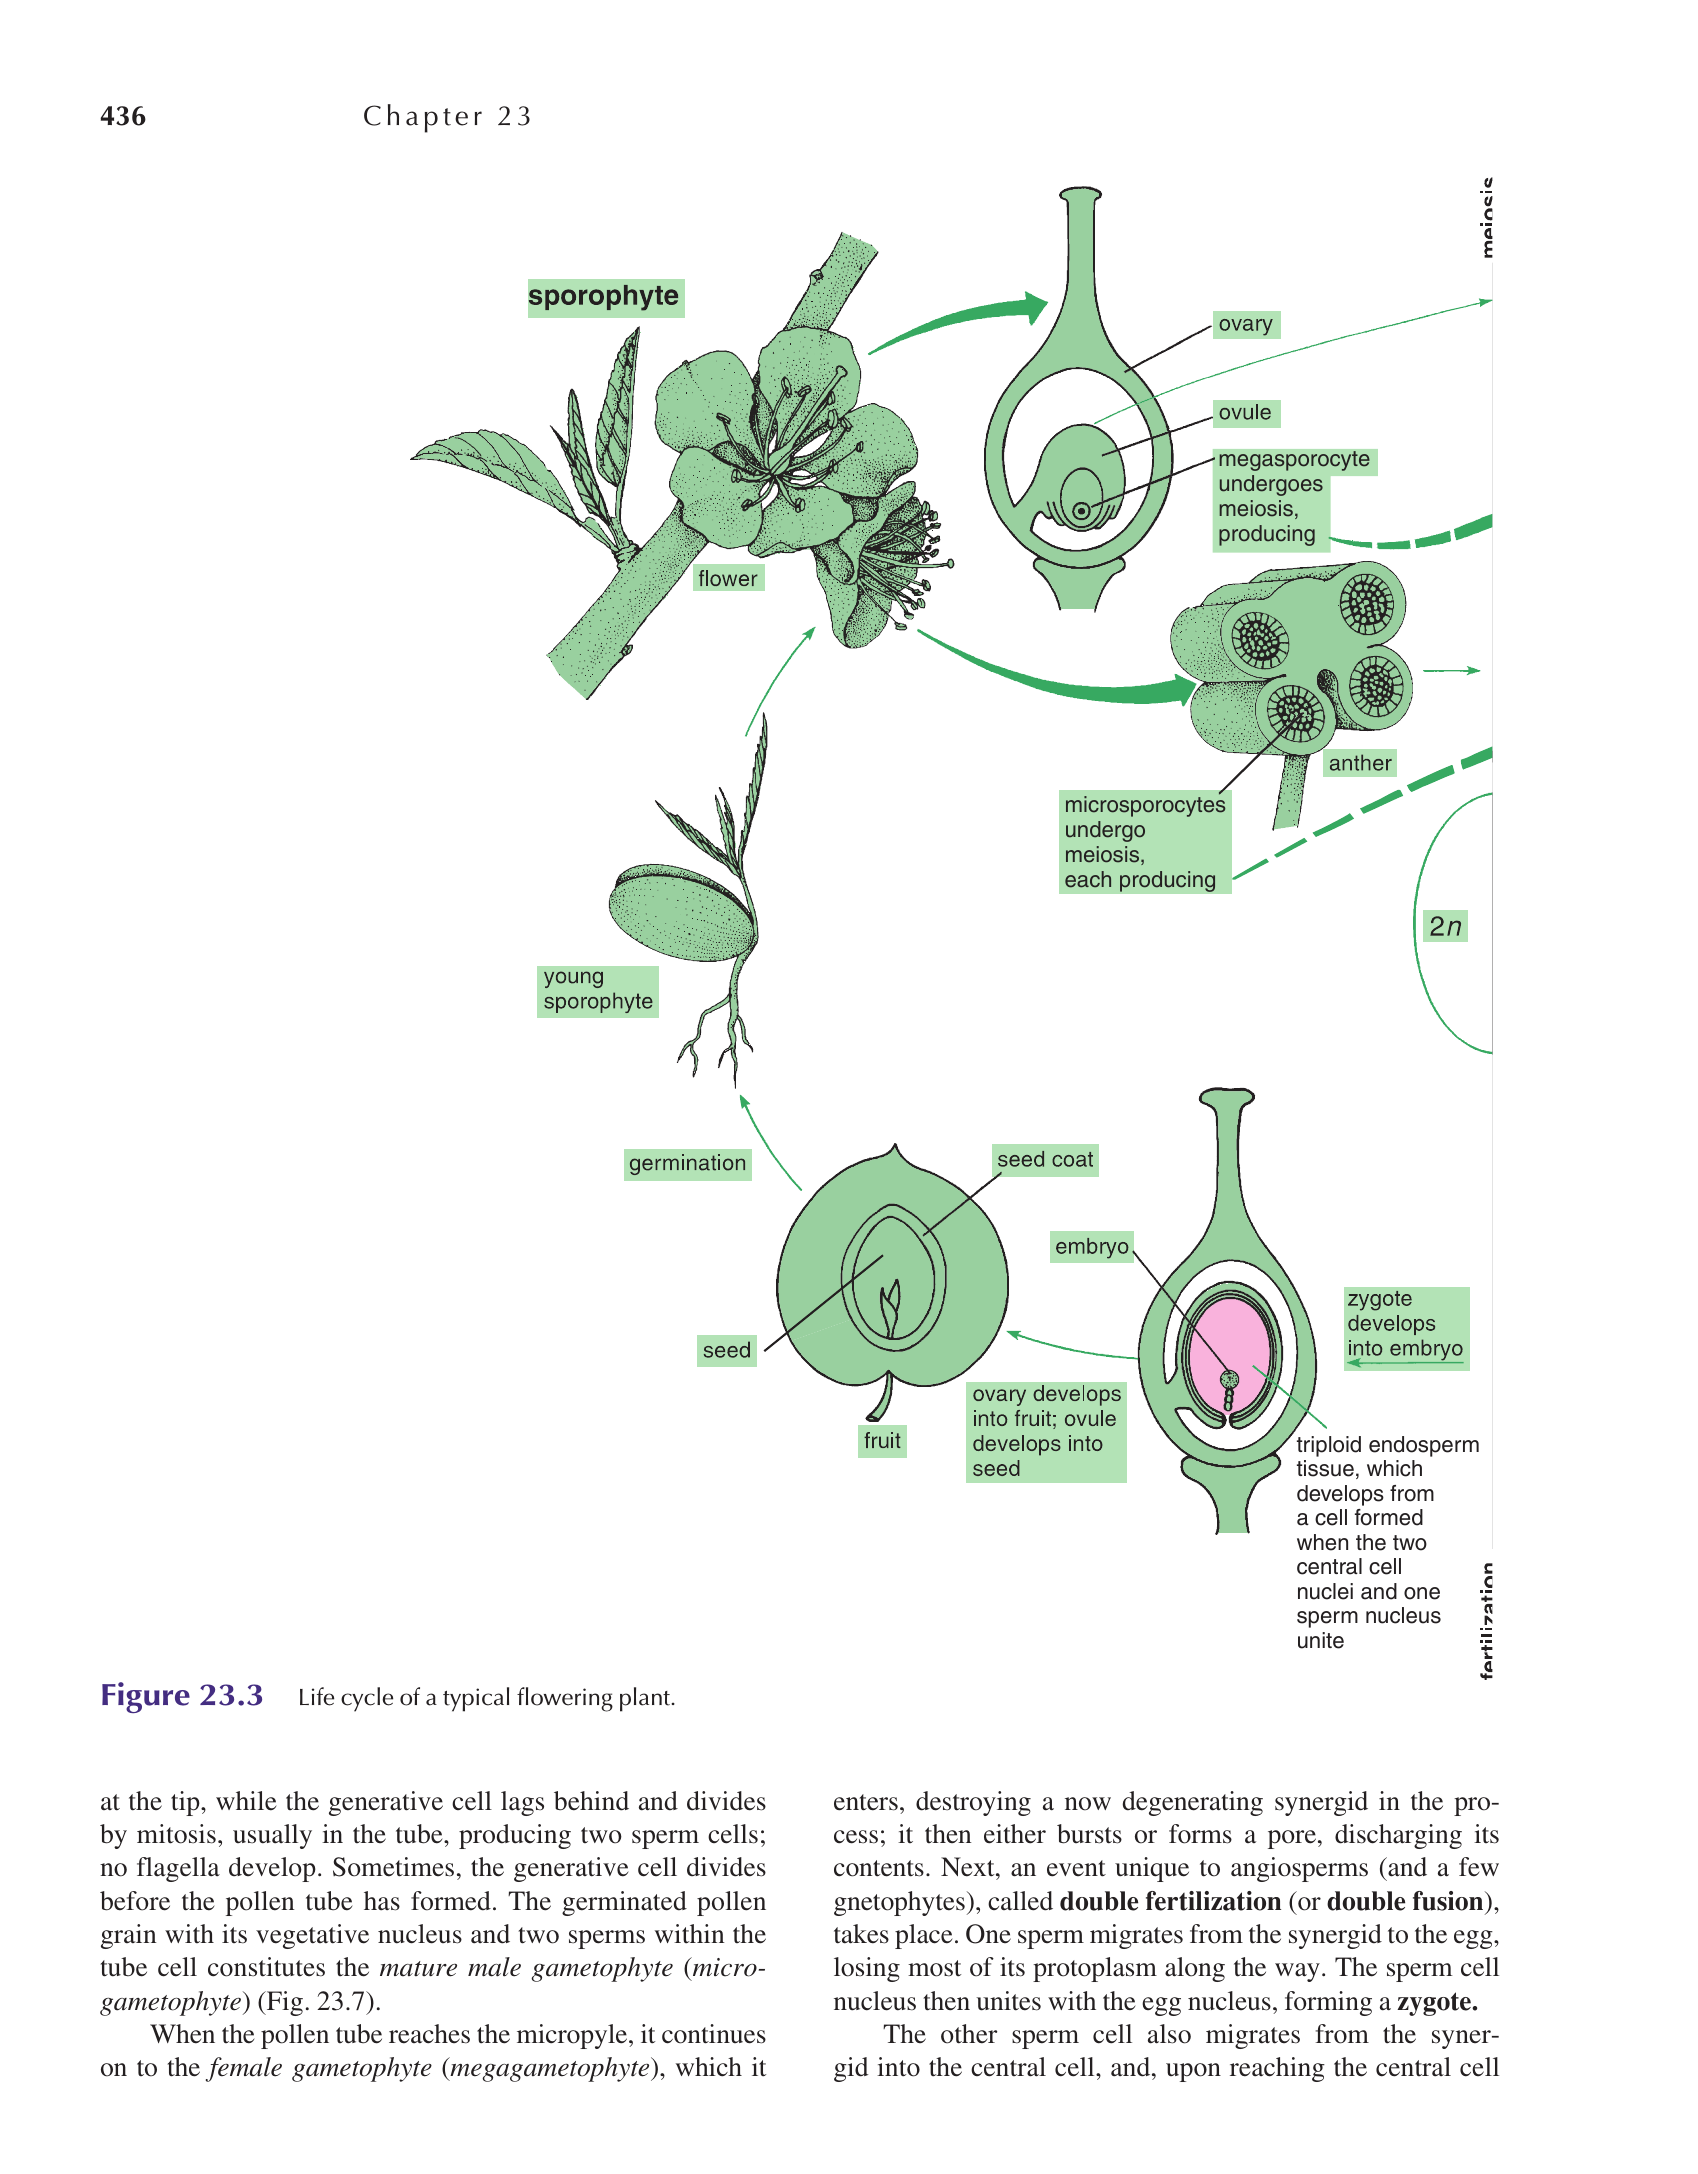 436
Chapter 23
meiosis
sporophyte
ovary
ovule
megasporocyte
undergoes
meiosis,
producing
flower
anther
microsporocytes
undergo
meiosis,
each producing
2n
young
sporophyte
germination
seed coat
embryo
zygote
develops
into embryo
seed
ovary develops
into fruit; ovule
develops into
seed
fruit
triploid endosperm
tissue, which
develops from
a cell formed
when the two
central cell
nuclei and one
sperm nucleus
unite
fertilization
Figure 23.3 Life cycle of a typical flowering plant.
at the tip, while the generative cell lags behind and divides
by mitosis, usually in the tube, producing two sperm cells;
no flagella develop. Sometimes, the generative cell divides
before the pollen tube has formed. The germinated pollen
grain with its vegetative nucleus and two sperms within the
tube cell constitutes the mature male gametophyte (micro-
gametophyte) (Fig. 23.7).
When the pollen tube reaches the micropyle, it continues
on to the female gametophyte (megagametophyte), which it
enters, destroying a now degenerating synergid in the pro-
cess; it then either bursts or forms a pore, discharging its
contents. Next, an event unique to angiosperms (and a few
gnetophytes), called double fertilization (or double fusion),
takes place. One sperm migrates from the synergid to the egg,
losing most of its protoplasm along the way. The sperm cell
nucleus then unites with the egg nucleus, forming a zygote.
The other sperm cell also migrates from the syner-
gid into the central cell, and, upon reaching the central cell